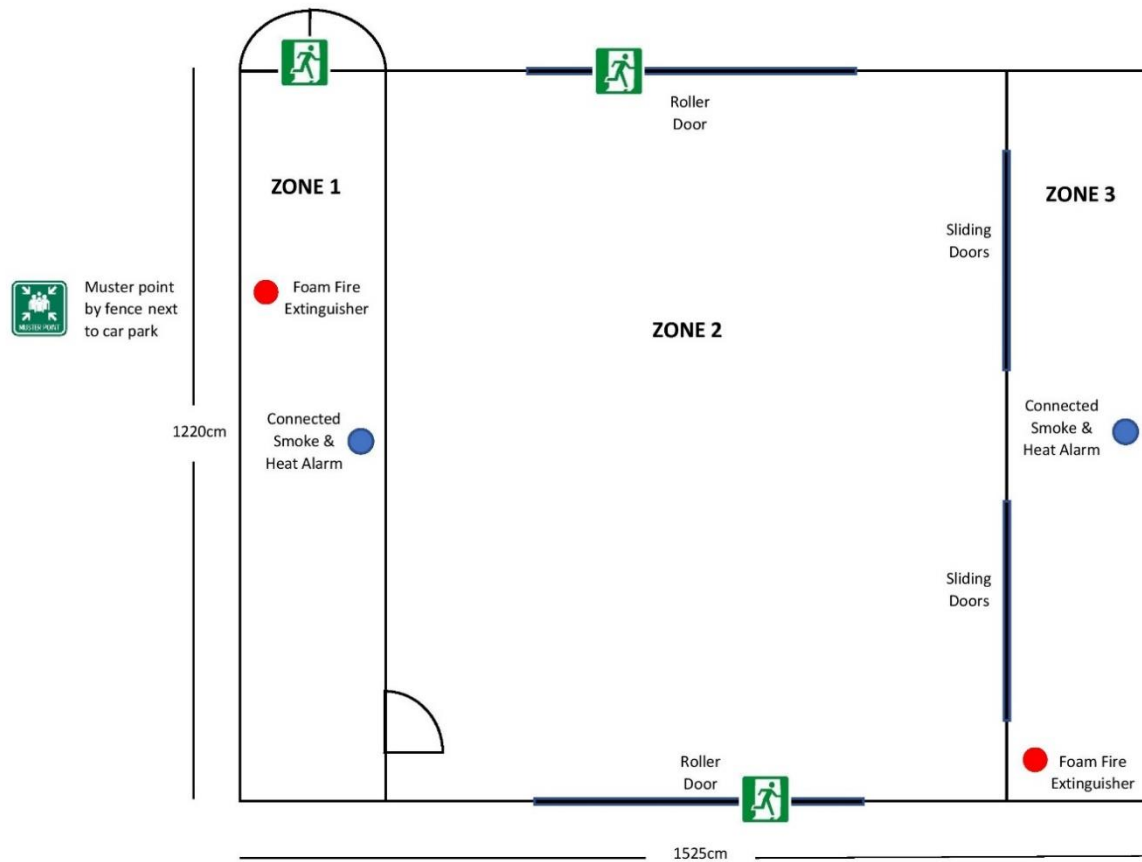 Roller
Door
ZONE 1
ZONE 3
Sliding
Doors
Muster point
by fence next
to car park
MUSTER POINT
Foam Fire
Extinguisher
ZONE 2
1220cm
Connected
Smoke &
Heat Alarm
Connected
Smoke &
Heat Alarm
Sliding
Doors
Roller
Door
Foam Fire
Extinguisher
1525cm